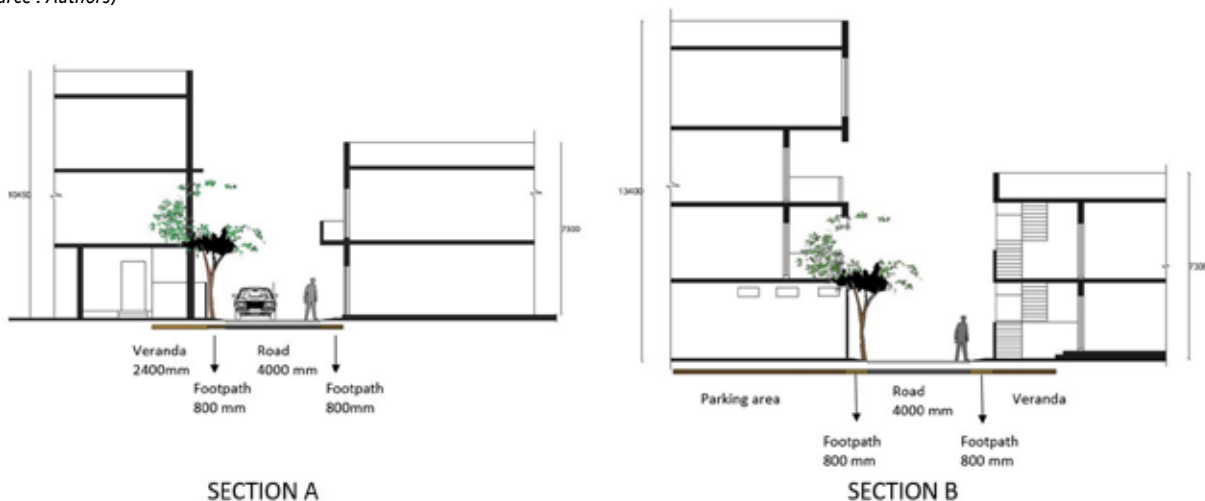 urce : Authors)
10450
13400
7300
Veranda
2400mm
Road
4000 mm
Footpath
800 mm
Footpath
800mm
Parking area
Road
4000 mm
Veranda
Footpath
800 mm
Footpath
800 mm
SECTION A
SECTION B